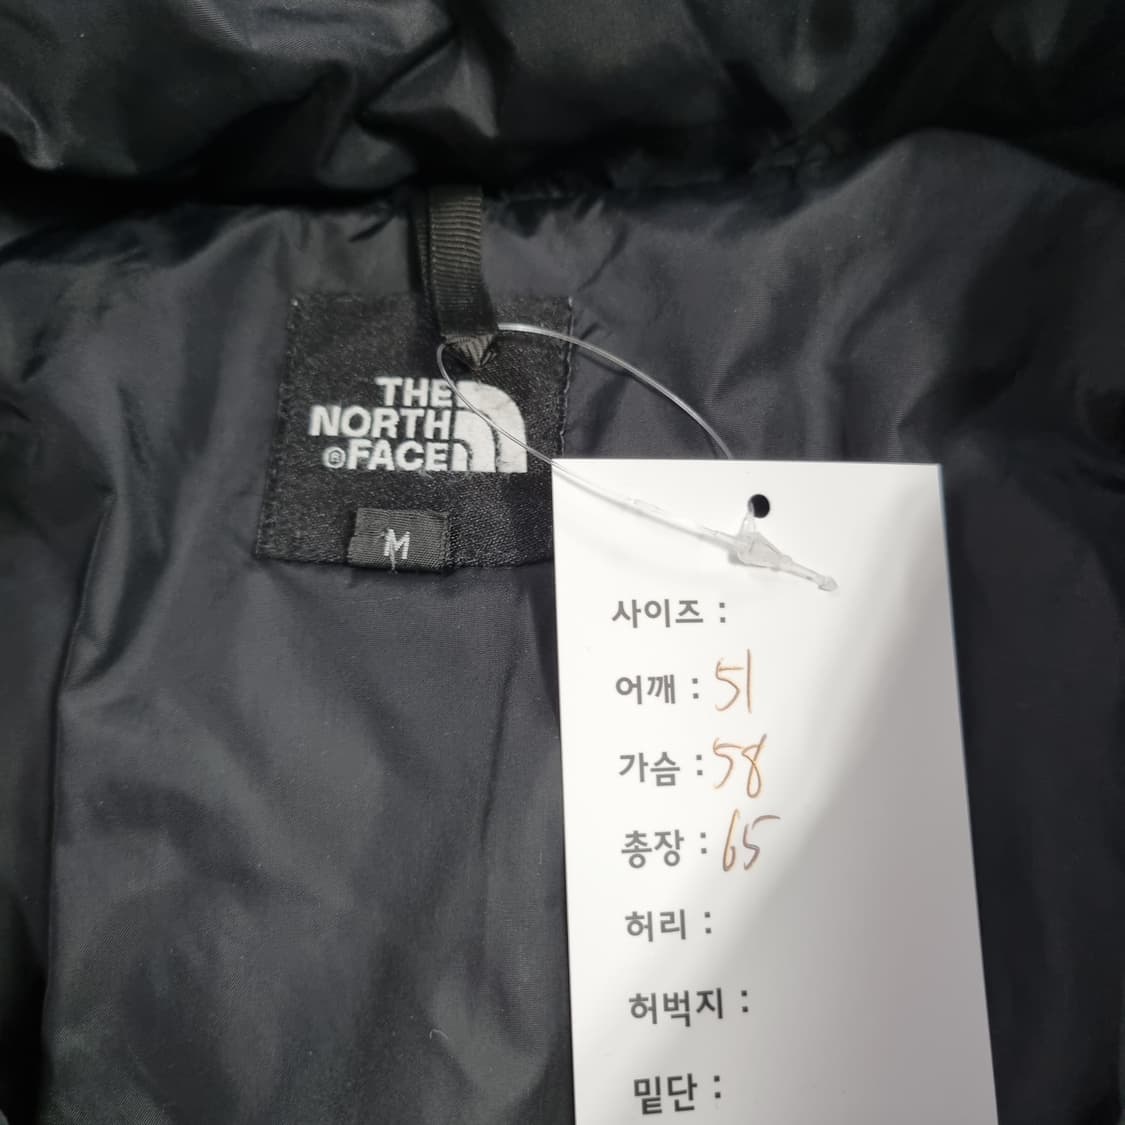 THE
NORTH
®FACE
M
사이즈 :
어깨 : 51
가슴 : 58
총장 : 65
허리 :
허벅지 :
밑단 :